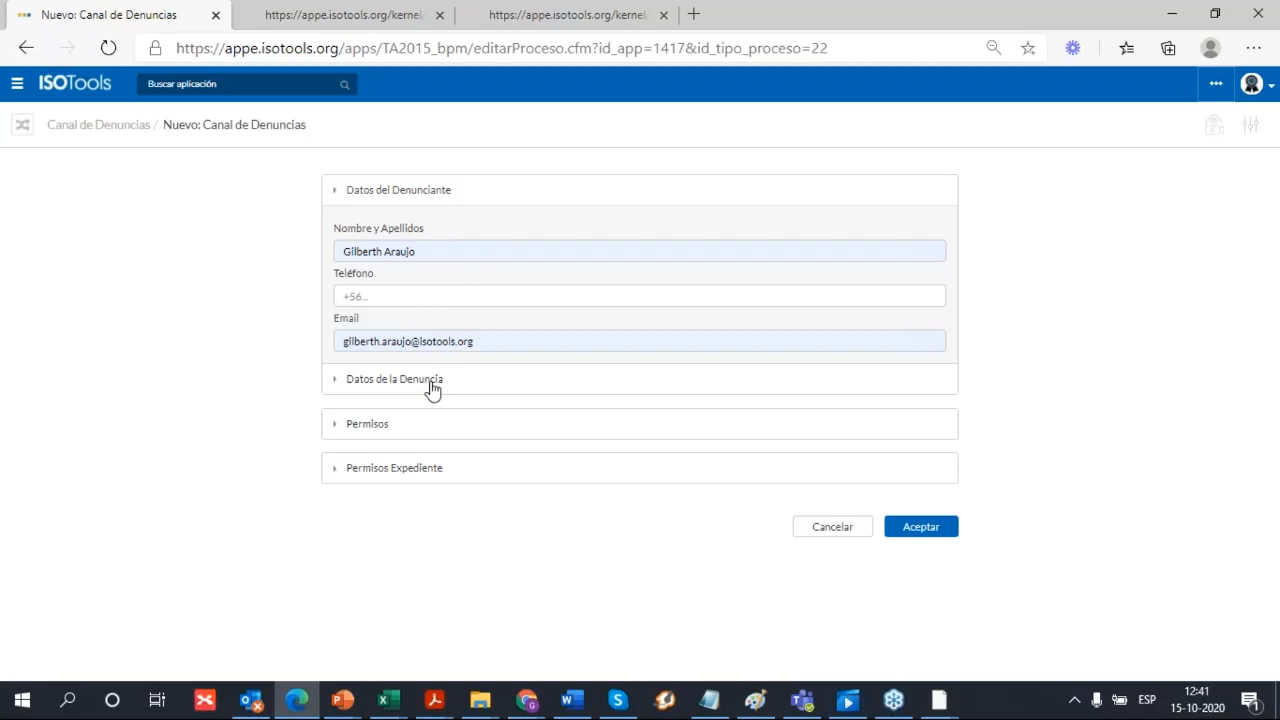 Nuevo: Canal de Denuncias
https://appe.isotools.org/kernel
https://appe.isotools.org/kernel
https://appe.isotools.org/apps/TA2015_bpm/editarProceso.cfm?id_app=1417&id_tipo_proceso=22
ISOTools
Buscar aplicación
Canal de Denuncias / Nuevo: Canal de Denuncias
Datos del Denunciante
Nombre y Apellidos
Gilberth Araujo
Teléfono
+56...
Email
gilberth.araujo@isotools.org
Datos de la Denuncia
Permisos
Permisos Expediente
Cancelar
Aceptar
ESP
12:41
15-10-2020